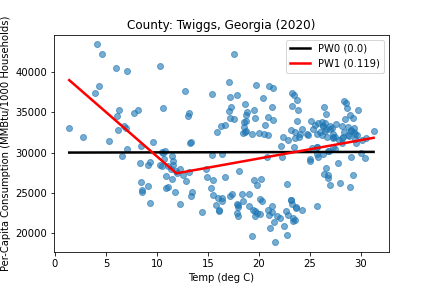 County: Twiggs, Georgia (2020)
PW0 (0.0)
PW1 (0.119)
Per-Capita Consumption (MMBtu/1000 Households)
40000
35000
30000
25000
20000
0 5 10 15 20 25 30
Temp (deg C)